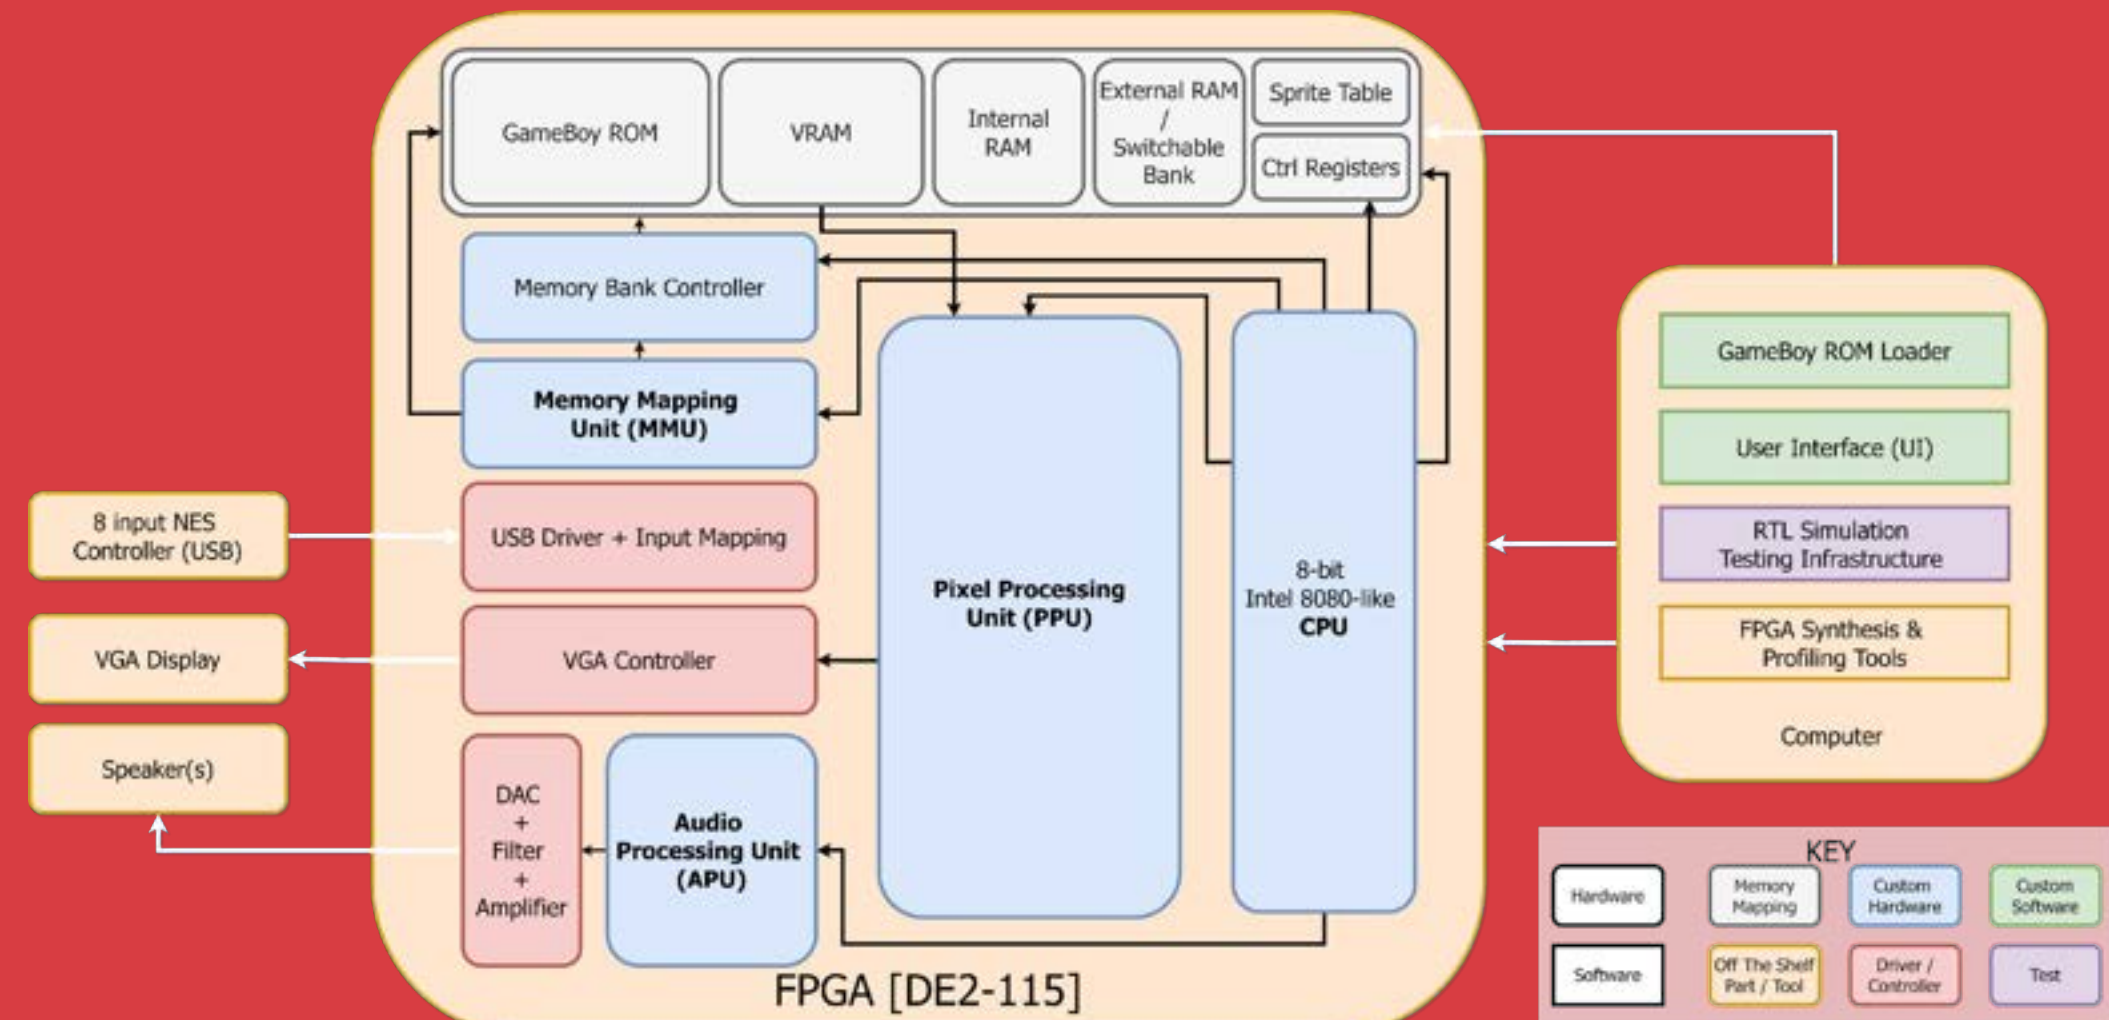 GameBoy ROM
VRAM
Internal
RAM
External RAM
/
Switchable
Bank
Sprite Table
Ctrl Registers
Memory Bank Controller
Memory Mapping
Unit (MMU)
USB Driver + Input Mapping
VGA Controller
DAC
+
Filter
+
Amplifier
Audio
Processing Unit
(APU)
Pixel Processing
Unit (PPU)
8-bit
Intel 8080-like
CPU
FPGA [DE2-115]
8 input NES
Controller (USB)
VGA Display
Speaker(s)
GameBoy ROM Loader
User Interface (UI)
RTL Simulation
Testing Infrastructure
FPGA Synthesis &
Profiling Tools
Computer
KEY
Hardware
Memory
Mapping
Custom
Hardware
Custom
Software
Software
Off The Shelf
Part / Tool
Driver /
Controller
Test